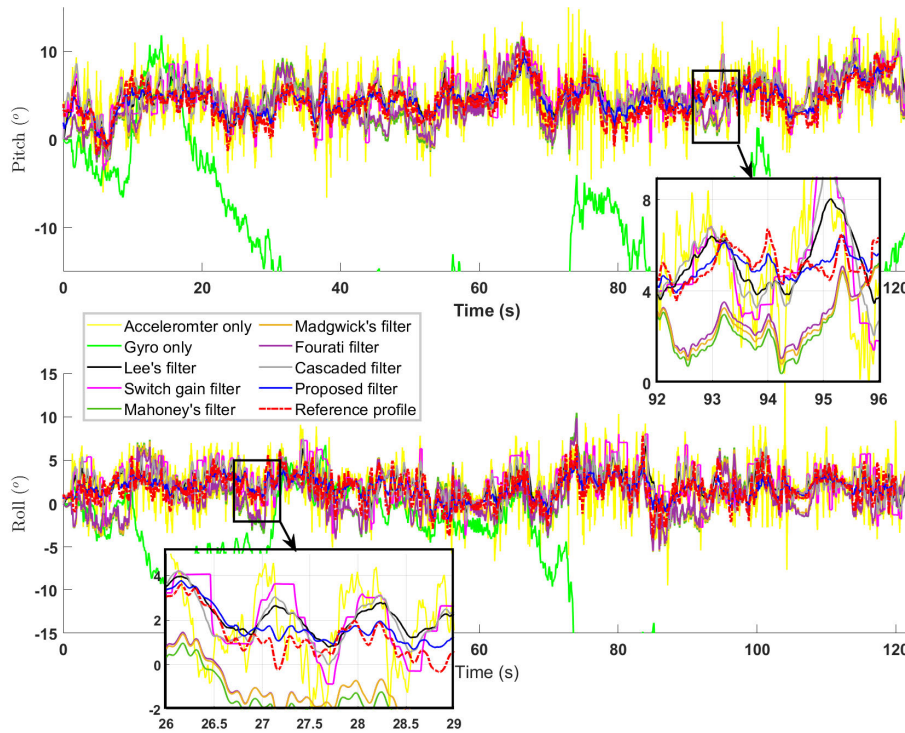 10
5
0
-10
Pitch (°)
0
20
40
60
80
120
Time (s)
8
4
0
92
93
94
95
96
Acceleromter only
Gyro only
Lee's filter
Switch gain filter
Mahoney's filter
Madgwick's filter
Fourati filter
Cascaded filter
Proposed filter
Reference profile
15
10
5
0
-5
-10
-15
Roll (°)
0
60
80
100
120
Time (s)
4
2
0
-2
26
26.5
27
27.5
28
28.5
29